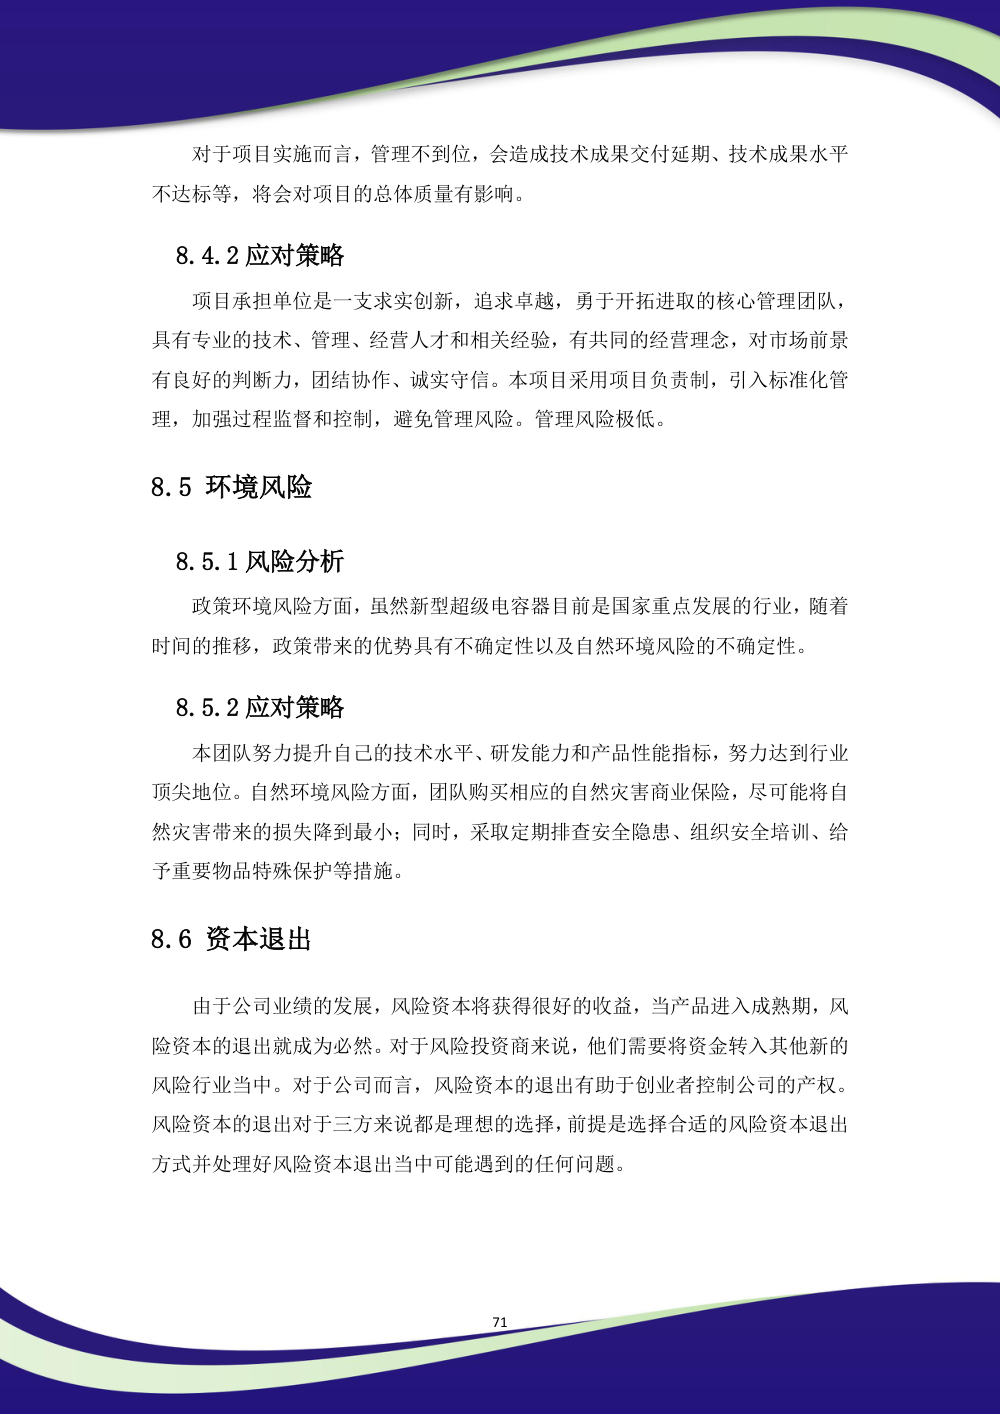 对于项目实施而言，管理不到位，会造成技术成果交付延期、技术成果水平
不达标等，将会对项目的总体质量有影响。
8.4.2 应对策略
项目承担单位是一支求实创新，追求卓越，勇于开拓进取的核心管理团队，
具有专业的技术、管理、经营人才和相关经验，有共同的经营理念，对市场前景
有良好的判断力，团结协作、诚实守信。本项目采用项目负责制，引入标准化管
理，加强过程监督和控制，避免管理风险。管理风险极低。
8.5 环境风险
8.5.1 风险分析
政策环境风险方面，虽然新型超级电容器目前是国家重点发展的行业，随着
时间的推移，政策带来的优势具有不确定性以及自然环境风险的不确定性。
8.5.2 应对策略
本团队努力提升自己的技术水平、研发能力和产品性能指标，努力达到行业
顶尖地位。自然环境风险方面，团队购买相应的自然灾害商业保险，尽可能将自
然灾害带来的损失降到最小；同时，采取定期排查安全隐患、组织安全培训、给
予重要物品特殊保护等措施。
8.6 资本退出
由于公司业绩的发展，风险资本将获得很好的收益，当产品进入成熟期，风
险资本的退出就成为必然。对于风险投资商来说，他们需要将资金转入其他新的
风险行业当中。对于公司而言，风险资本的退出有助于创业者控制公司的产权。
风险资本的退出对于三方来说都是理想的选择，前提是选择合适的风险资本退出
方式并处理好风险资本退出当中可能遇到的任何问题。
71